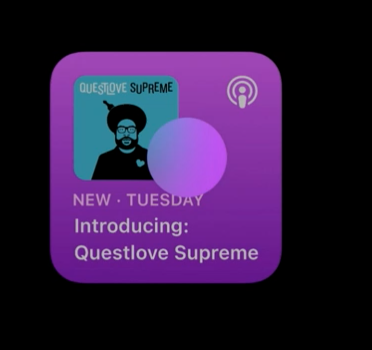 QUESTLOVE SUPREME
NEW · TUESDAY
Introducing:
Questlove Supreme